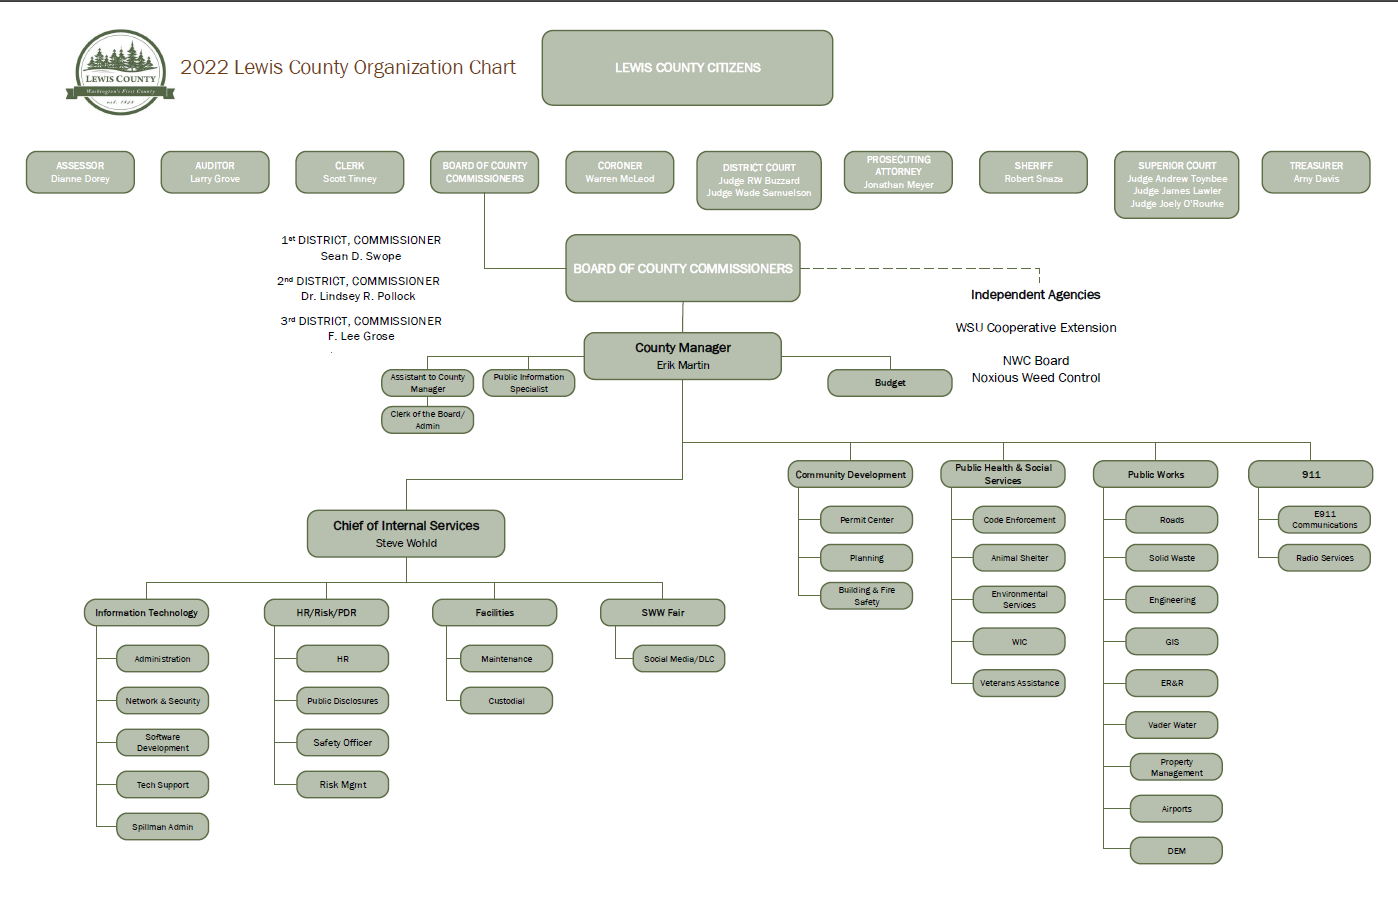 LEWIS COUNTY
Washington's First County
est. 1845
2022 Lewis County Organization Chart
LEWIS COUNTY CITIZENS
ASSESSOR
Dianne Dorey
AUDITOR
Larry Grove
CLERK
Scott Tinney
BOARD OF COUNTY
COMMISSIONERS
CORONER
Warren McLeod
DISTRICT COURT
Judge RW Buzzard
Judge Wade Samuelson
PROSECUTING
ATTORNEY
Jonathan Meyer
SHERIFF
Robert Snaza
SUPERIOR COURT
Judge Andrew Toynbee
Judge James Lawler
Judge Joely O'Rourke
TREASURER
Arny Davis
1st DISTRICT, COMMISSIONER
Sean D. Swope
2nd DISTRICT, COMMISSIONER
Dr. Lindsey R. Pollock
3rd DISTRICT, COMMISSIONER
F. Lee Grose
.
BOARD OF COUNTY COMMISSIONERS
Independent Agencies
WSU Cooperative Extension
NWC Board
Noxious Weed Control
County Manager
Erik Martin
Assistant to County
Manager
Public Information
Specialist
Clerk of the Board/
Admin
Budget
Community Development
Permit Center
Planning
Building & Fire
Safety
Public Health & Social
Services
Code Enforcement
Animal Shelter
Environmental
Services
WIC
Veterans Assistance
Public Works
Roads
Solid Waste
Engineering
GIS
ER&R
Vader Water
Property
Management
Airports
DEM
911
E911
Communications
Radio Services
Chief of Internal Services
Steve Wohld
Information Technology
Administration
Network & Security
Software
Development
Tech Support
Spillman Admin
HR/Risk/PDR
HR
Public Disclosures
Safety Officer
Risk Mgmt
Facilities
Maintenance
Custodial
SWW Fair
Social Media/DLC